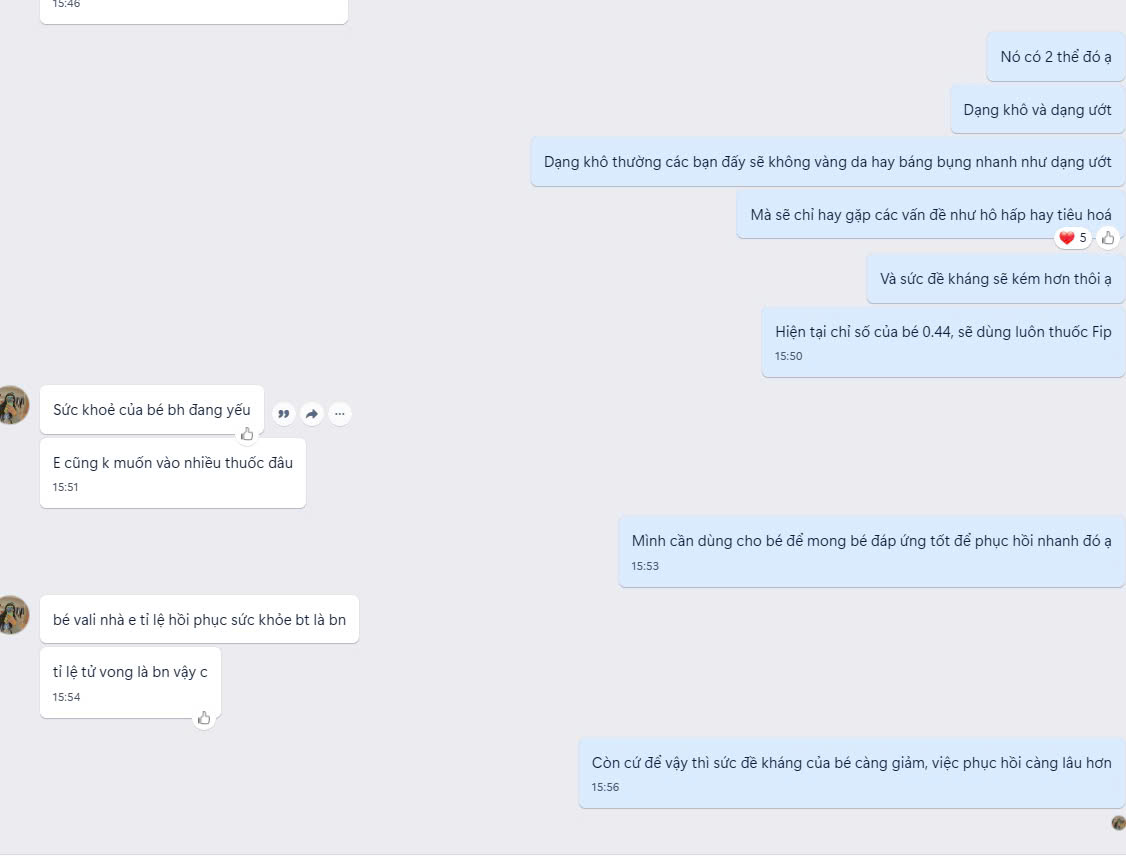 15:46
Nó có 2 thể đó ạ
Dạng khô và dạng ướt
Dạng khô thường các bạn đấy sẽ không vàng da hay báng bụng nhanh như dạng ướt
Mà sẽ chỉ hay gặp các vấn đề như hô hấp hay tiêu hoá
5
Và sức đề kháng sẽ kém hơn thôi ạ
Hiện tại chỉ số của bé 0.44, sẽ dùng luôn thuốc Fip
15:50
Sức khoẻ của bé bh đang yếu
E cũng k muốn vào nhiều thuốc đâu
15:51
Mình cần dùng cho bé để mong bé đáp ứng tốt để phục hồi nhanh đó ạ
15:53
bé vali nhà e tỉ lệ hồi phục sức khỏe bt là bn
tỉ lệ tử vong là bn vậy c
15:54
Còn cứ để vậy thì sức đề kháng của bé càng giảm, việc phục hồi càng lâu hơn
15:56